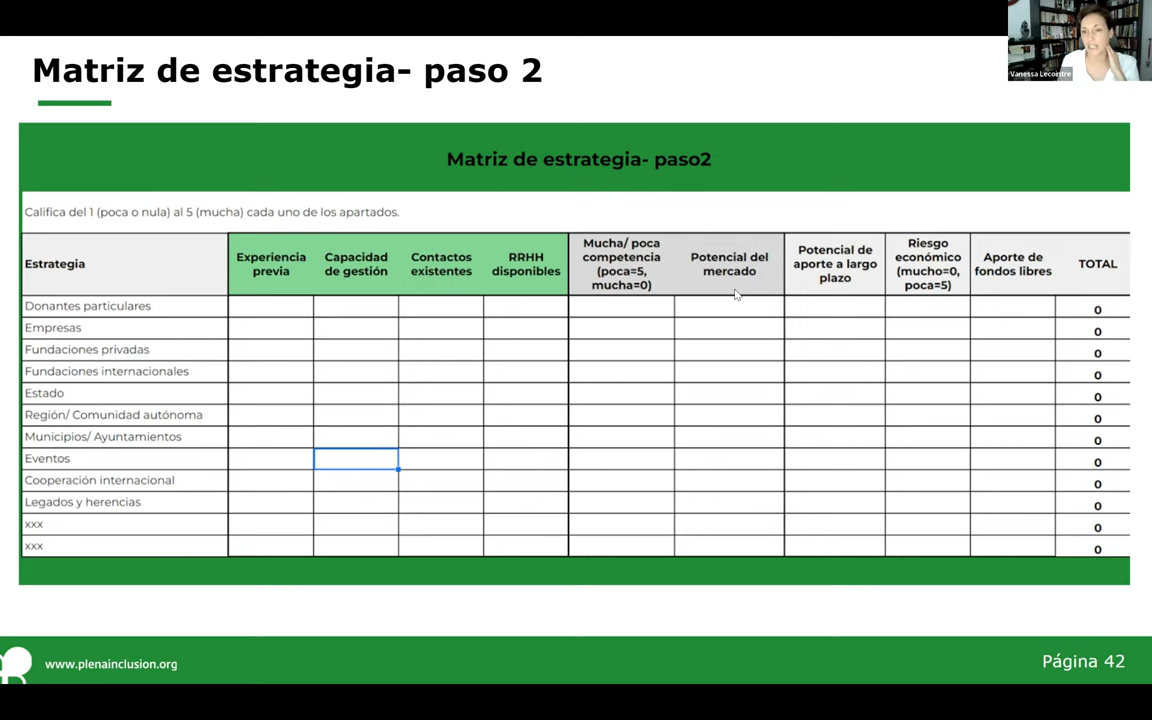 Vanessa Lecointre
Matriz de estrategia- paso 2
Matriz de estrategia- paso2
Califica del 1 (poca o nula) al 5 (mucha) cada uno de los apartados.
Estrategia
Experiencia
previa
Capacidad
de gestión
Contactos
existentes
RRHH
disponibles
Mucha/ poca
competencia
(poca=5,
mucha=0)
Potencial del
mercado
Potencial de
aporte a largo
plazo
Riesgo
económico
(mucho=0,
poca=5)
Aporte de
fondos libres
TOTAL
Donantes particulares 0
Empresas 0
Fundaciones privadas 0
Fundaciones internacionales 0
Estado 0
Región/ Comunidad autónoma 0
Municipios/ Ayuntamientos 0
Eventos 0
Cooperación internacional 0
Legados y herencias 0
xxx 0
xxx 0
www.plenainclusion.org
Página 42